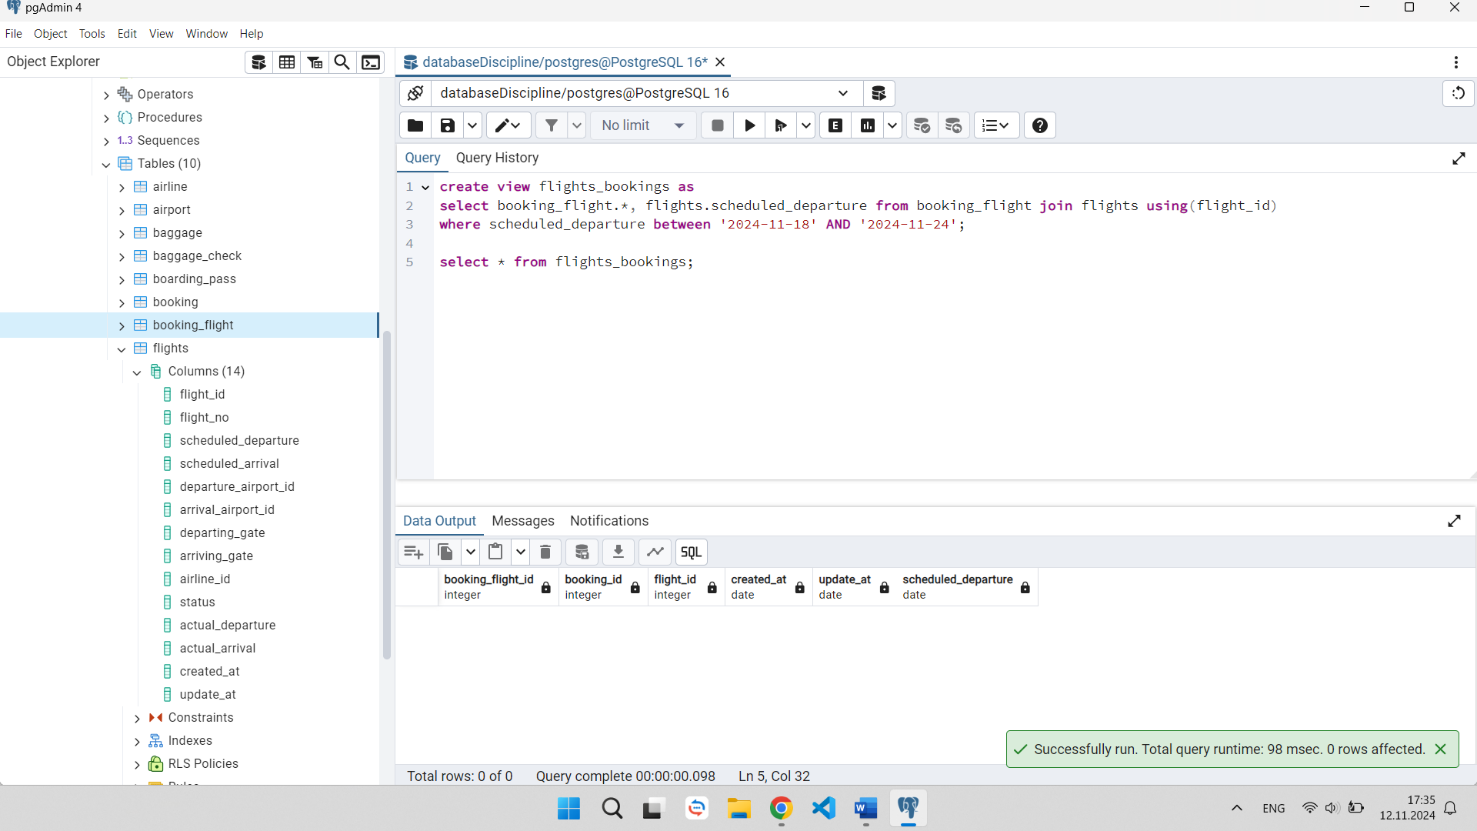 pgAdmin 4
File Object Tools Edit View Window Help
Object Explorer
databaseDiscipline/postgres@PostgreSQL 16*
databaseDiscipline/postgres@PostgreSQL 16
No limit
Query Query History
1 create view flights_bookings as
2 select booking_flight.*, flights.scheduled_departure from booking_flight join flights using(flight_id)
3 where scheduled_departure between '2024-11-18' AND '2024-11-24';
4
5 select * from flights_bookings;
Operators
Procedures
1..3 Sequences
Tables (10)
airline
airport
baggage
baggage_check
boarding_pass
booking
booking_flight
flights
Columns (14)
flight_id
flight_no
scheduled_departure
scheduled_arrival
departure_airport_id
arrival_airport_id
departing_gate
arriving_gate
airline_id
status
actual_departure
actual_arrival
created_at
update_at
Constraints
Indexes
RLS Policies
Rules
Data Output Messages Notifications
SQL
booking_flight_id booking_id flight_id created_at update_at scheduled_departure
integer integer integer date date date
Successfully run. Total query runtime: 98 msec. 0 rows affected.
Total rows: 0 of 0 Query complete 00:00:00.098 Ln 5, Col 32
ENG
17:35
12.11.2024